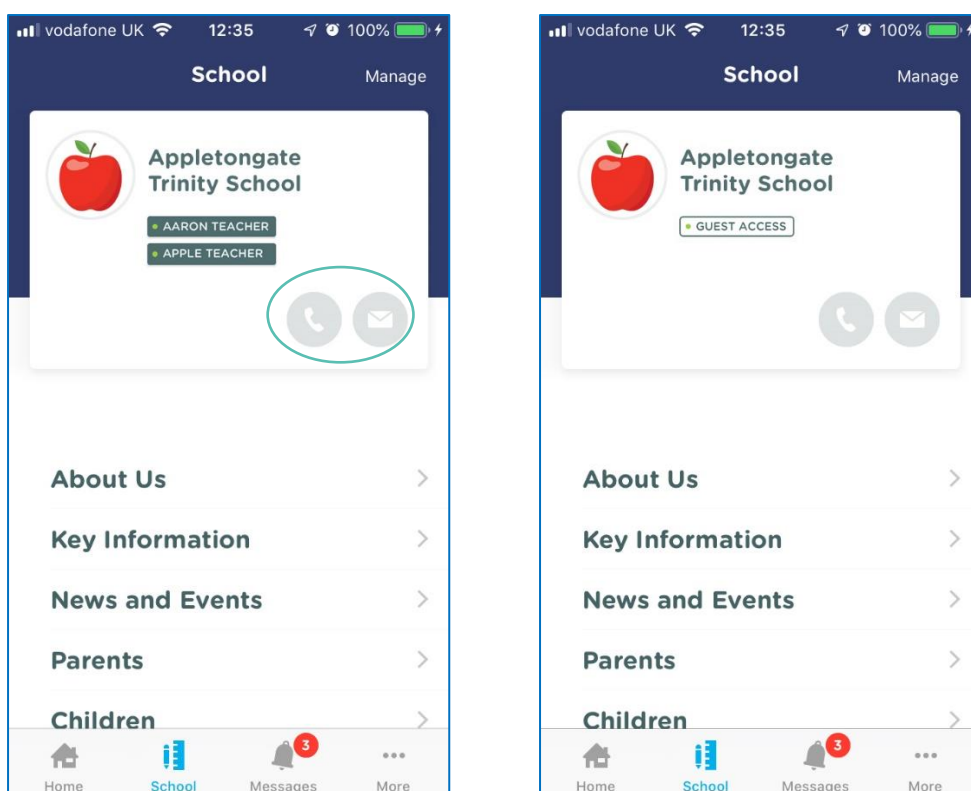 vodafone UK 12:35 100%
School Manage
Appletongate
Trinity School
AARON TEACHER
APPLE TEACHER
About Us
Key Information
News and Events
Parents
Children
3
Home School Messages More
vodafone UK 12:35 100%
School Manage
Appletongate
Trinity School
GUEST ACCESS
About Us
Key Information
News and Events
Parents
Children
3
Home School Messages More